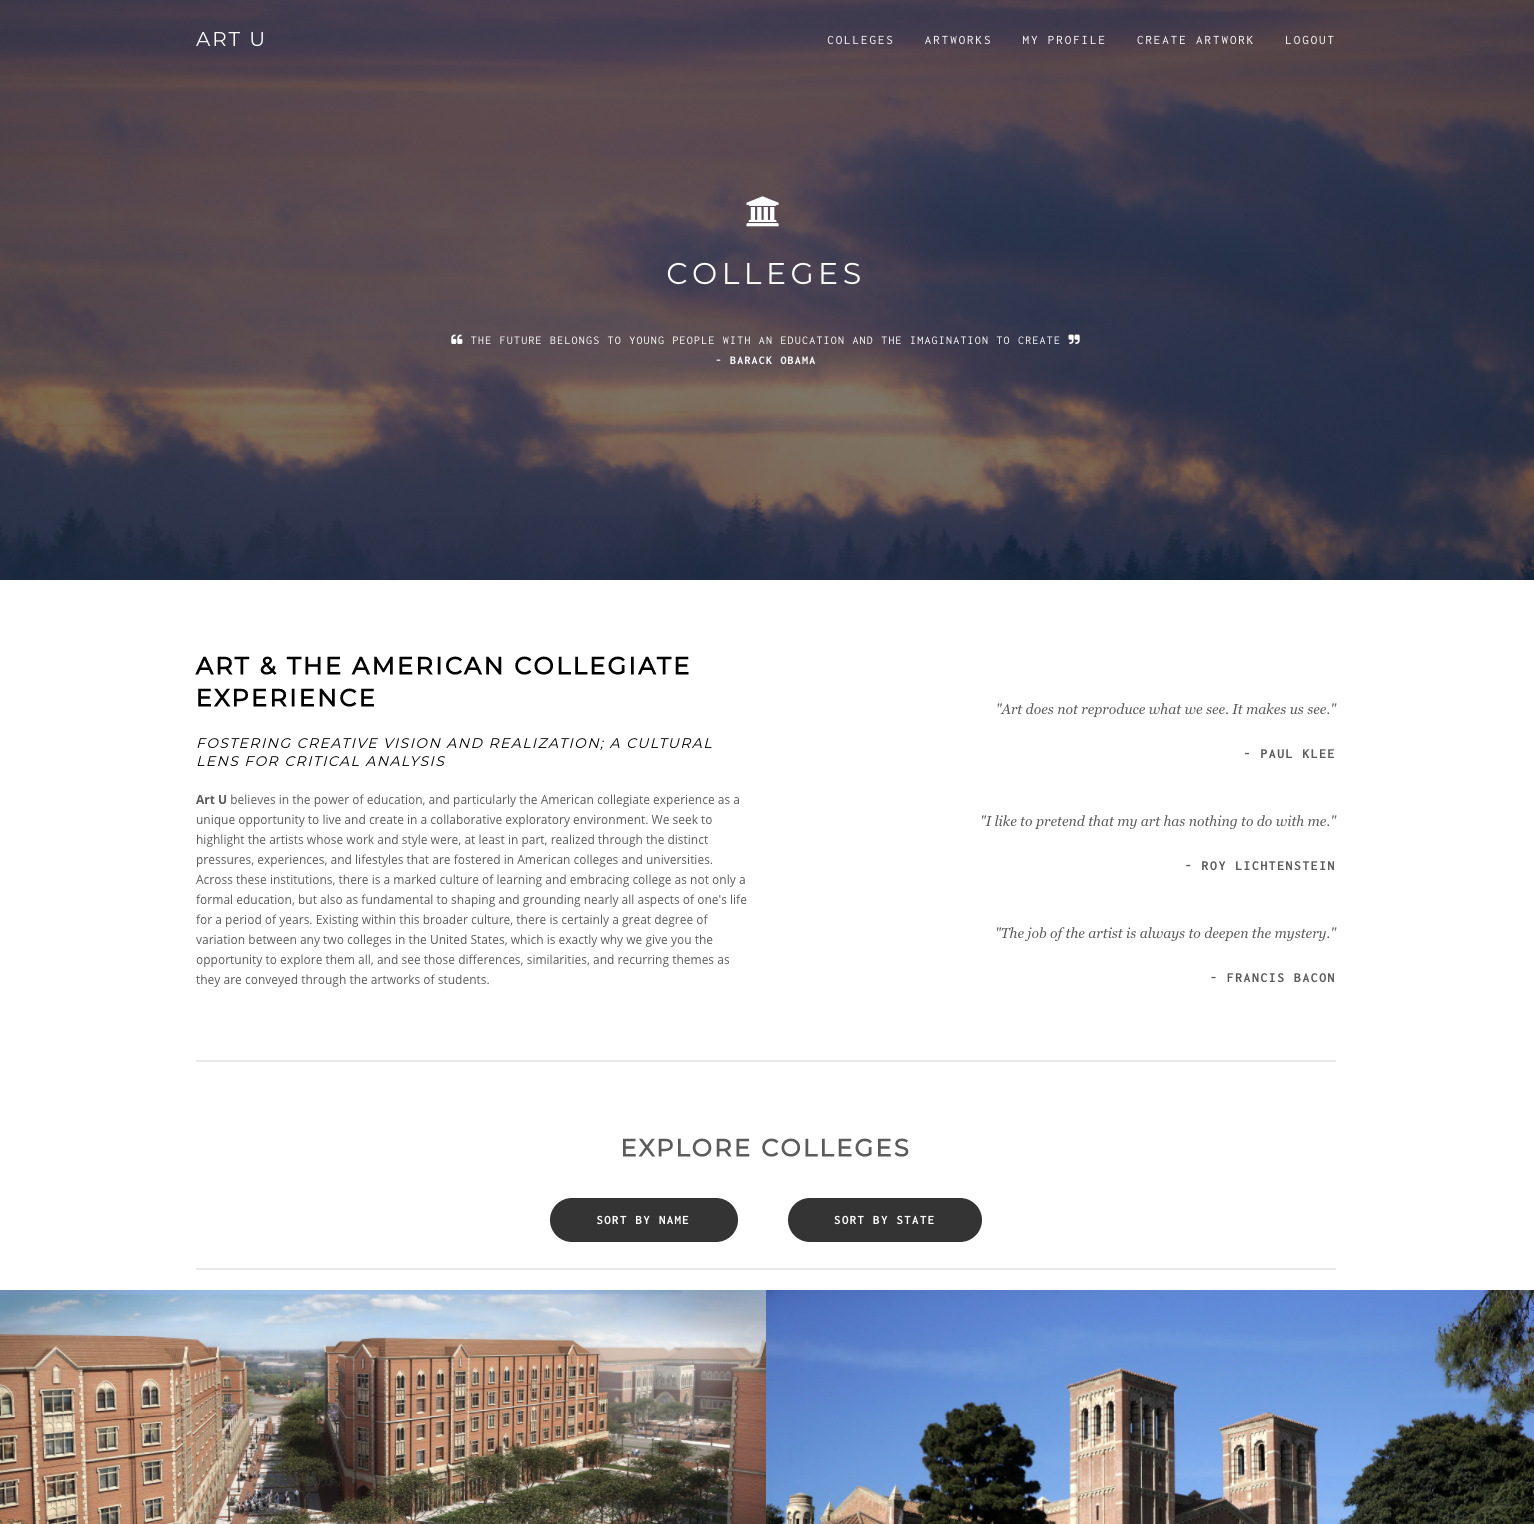 ART U
COLLEGES ARTWORKS MY PROFILE CREATE ARTWORK LOGOUT
COLLEGES
❝ THE FUTURE BELONGS TO YOUNG PEOPLE WITH AN EDUCATION AND THE IMAGINATION TO CREATE ❞
- BARACK OBAMA
ART & THE AMERICAN COLLEGIATE
EXPERIENCE
FOSTERING CREATIVE VISION AND REALIZATION; A CULTURAL
LENS FOR CRITICAL ANALYSIS
Art U believes in the power of education, and particularly the American collegiate experience as a
unique opportunity to live and create in a collaborative exploratory environment. We seek to
highlight the artists whose work and style were, at least in part, realized through the distinct
pressures, experiences, and lifestyles that are fostered in American colleges and universities.
Across these institutions, there is a marked culture of learning and embracing college as not only a
formal education, but also as fundamental to shaping and grounding nearly all aspects of one's life
for a period of years. Existing within this broader culture, there is certainly a great degree of
variation between any two colleges in the United States, which is exactly why we give you the
opportunity to explore them all, and see those differences, similarities, and recurring themes as
they are conveyed through the artworks of students.
"Art does not reproduce what we see. It makes us see."
- PAUL KLEE
"I like to pretend that my art has nothing to do with me."
- ROY LICHTENSTEIN
"The job of the artist is always to deepen the mystery."
- FRANCIS BACON
EXPLORE COLLEGES
SORT BY NAME SORT BY STATE